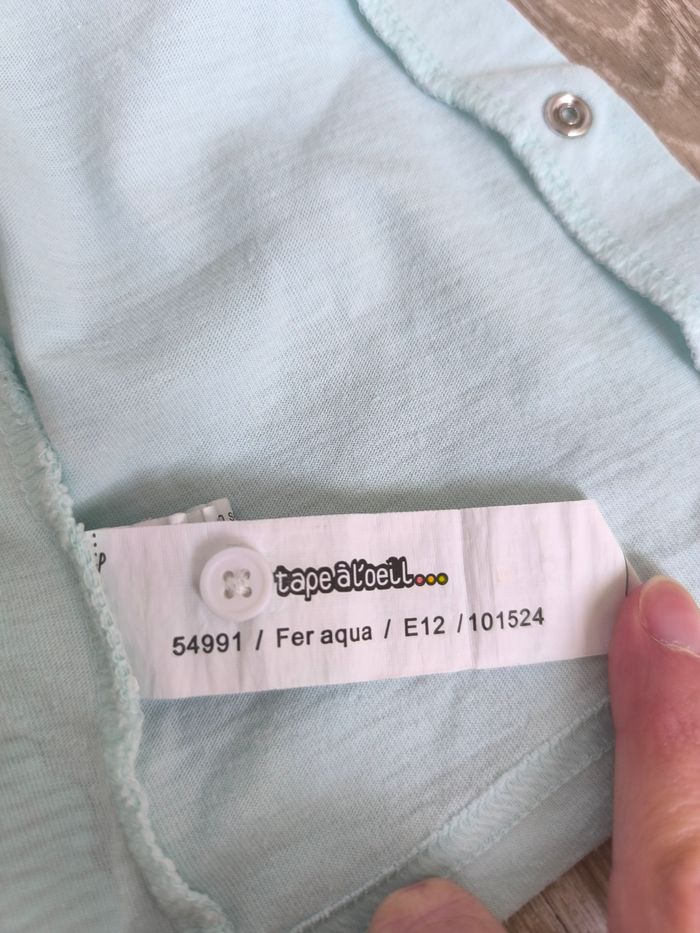 tape à l'oeil...
54991 / Fer aqua / E12 / 101524